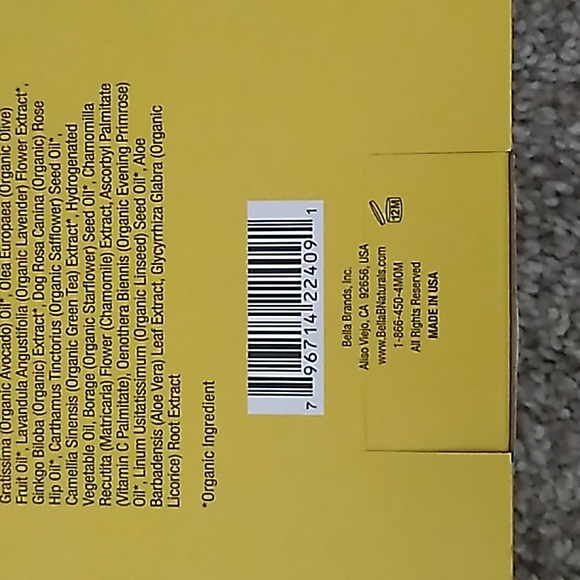 Gratissima (Organic Avocado) Oil*, Olea Europaea (Organic Olive)
Fruit Oil*, Lavandula Angustifolia (Organic Lavender) Flower Extract*,
Ginkgo Biloba (Organic) Extract*, Dog Rosa Canina (Organic) Rose
Hip Oil*, Carthamus Tinctorius (Organic Safflower) Seed Oil*,
Camellia Sinensis (Organic Green Tea) Extract*, Hydrogenated
Vegetable Oil, Borage (Organic Starflower) Seed Oil*, Chamomilla
Recutita (Matricaria) Flower (Chamomile) Extract, Ascorbyl Palmitate
(Vitamin C Palmitate), Oenothera Biennis (Organic Evening Primrose)
Oil*, Linum Usitatissimum (Organic Linseed) Seed Oil*, Aloe
Barbadensis (Aloe Vera) Leaf Extract, Glycyrrhiza Glabra (Organic
Licorice) Root Extract
*Organic Ingredient
7 96714 22409 1
Bella Brands, Inc.
Aliso Viejo, CA 92656, USA
www.BellaBNaturals.com
1-866-450-4MOM
All Rights Reserved
MADE IN USA
12M